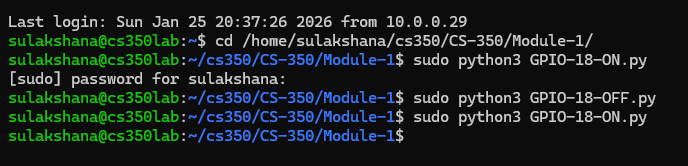 Last login: Sun Jan 25 20:37:26 2026 from 10.0.0.29
sulakshana@cs350lab:~$ cd /home/sulakshana/cs350/CS-350/Module-1/
sulakshana@cs350lab:~/cs350/CS-350/Module-1$ sudo python3 GPIO-18-ON.py
[sudo] password for sulakshana:
sulakshana@cs350lab:~/cs350/CS-350/Module-1$ sudo python3 GPIO-18-OFF.py
sulakshana@cs350lab:~/cs350/CS-350/Module-1$ sudo python3 GPIO-18-ON.py
sulakshana@cs350lab:~/cs350/CS-350/Module-1$